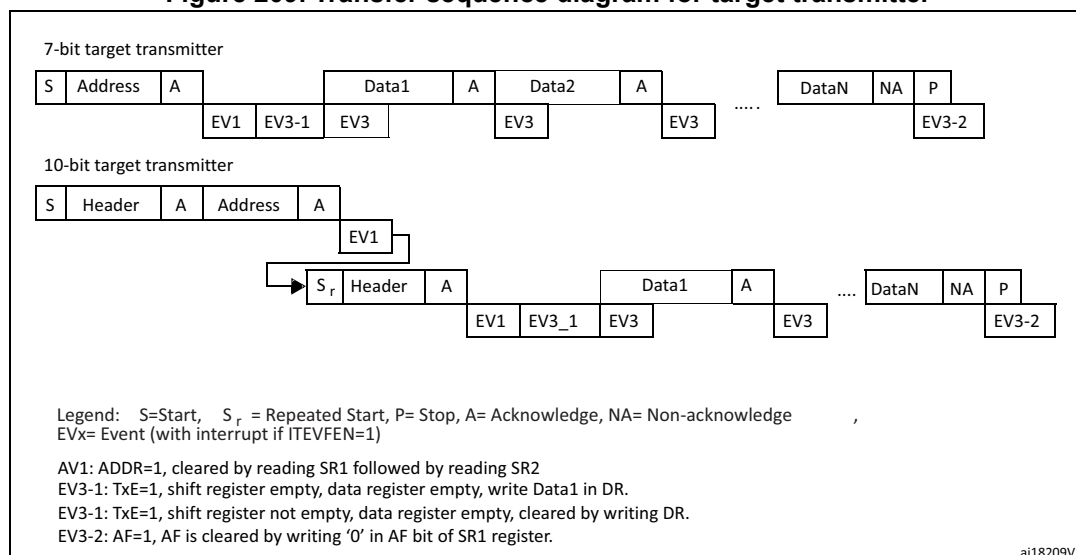 Figure 209. Transfer sequence diagram for target transmitter
7-bit target transmitter
S Address A Data1 A Data2 A ..... DataN NA P
EV1 EV3-1 EV3 EV3 EV3 EV3-2
10-bit target transmitter
S Header A Address A
EV1
S r Header A Data1 A .... DataN NA P
EV1 EV3_1 EV3 EV3 EV3-2
Legend: S=Start, S r = Repeated Start, P= Stop, A= Acknowledge, NA= Non-acknowledge ,
EVx= Event (with interrupt if ITEVFEN=1)
AV1: ADDR=1, cleared by reading SR1 followed by reading SR2
EV3-1: TxE=1, shift register empty, data register empty, write Data1 in DR.
EV3-1: TxE=1, shift register not empty, data register empty, cleared by writing DR.
EV3-2: AF=1, AF is cleared by writing ‘0’ in AF bit of SR1 register.
ai18209V